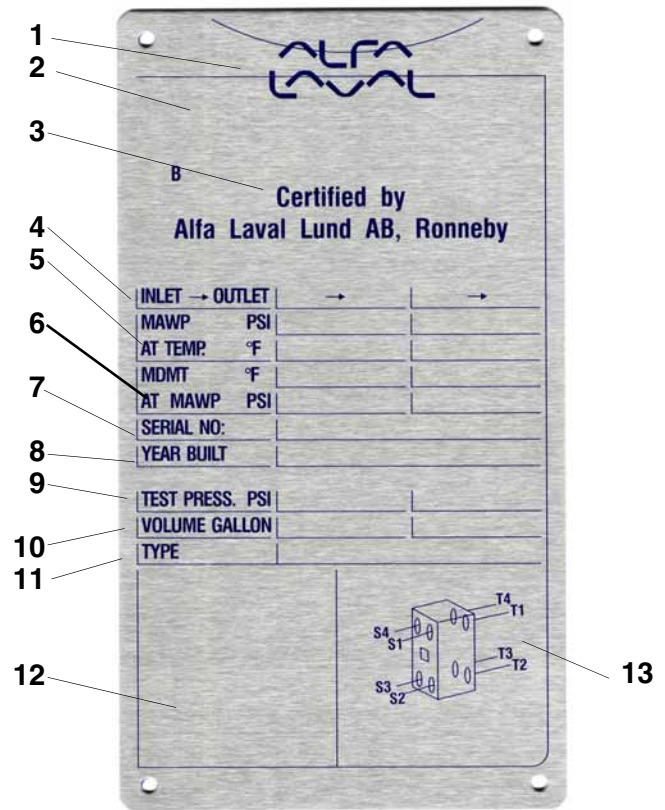 1
ALFA
2
LAVAL
3
B
Certified by
Alfa Laval Lund AB, Ronneby
4
INLET → OUTLET → →
5
MAWP PSI
6
AT TEMP. °F
MDMT °F
7
AT MAWP PSI
SERIAL NO:
8
YEAR BUILT
9
TEST PRESS. PSI
10
VOLUME GALLON
11
TYPE
T4
T1
S4
S1
T3
T2
12
13
S3
S2